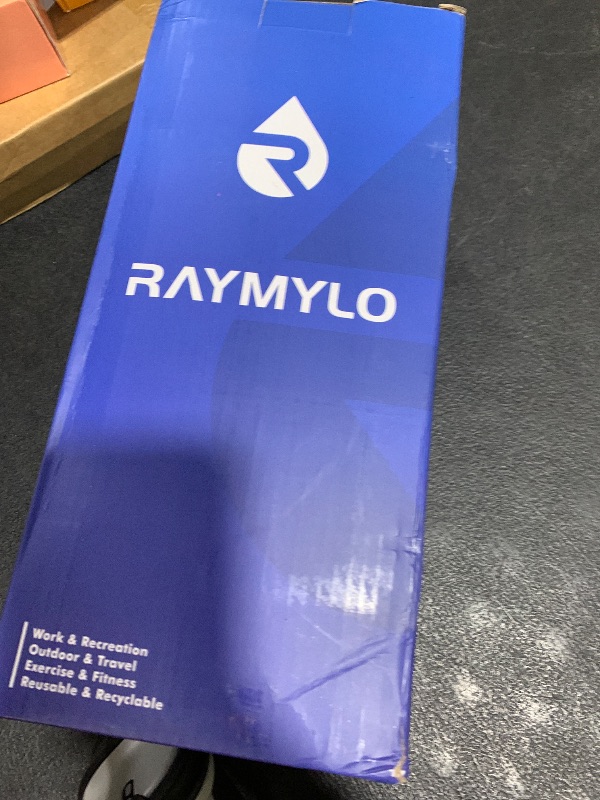 RAYMYLO
Work & Recreation
Outdoor & Travel
Exercise & Fitness
Reusable & Recyclable